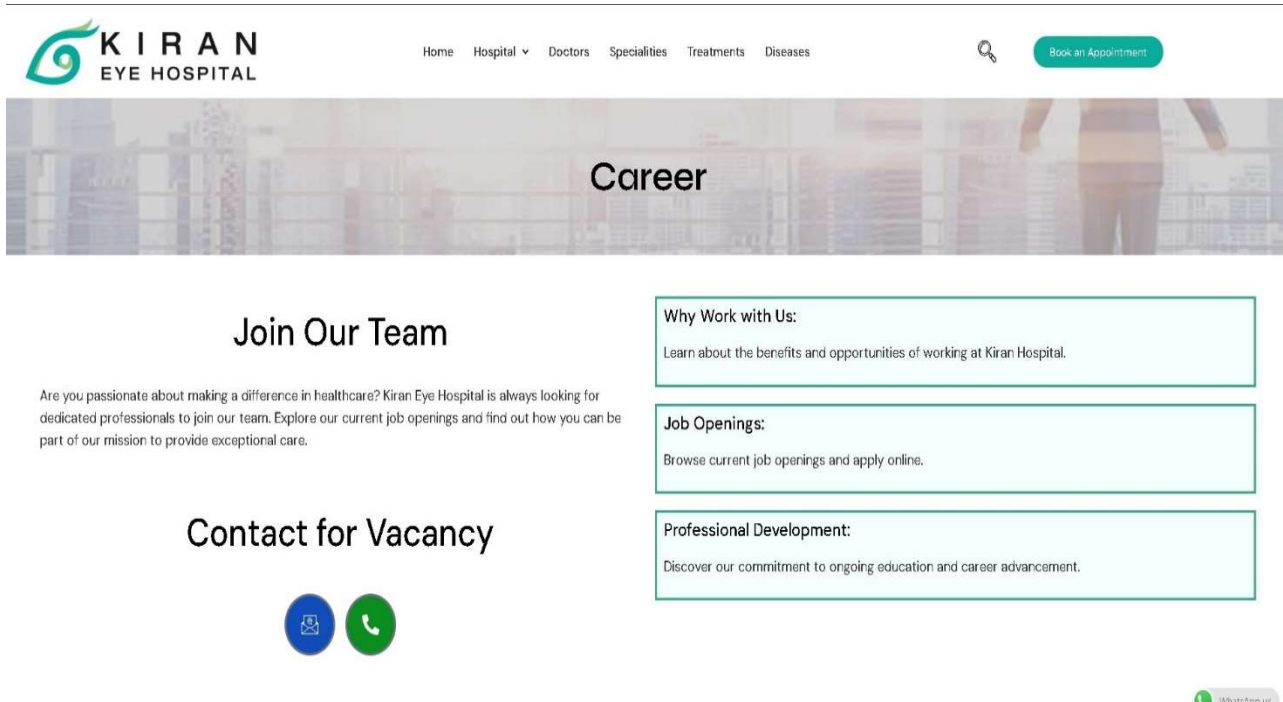 KIRAN
EYE HOSPITAL
Home Hospital Doctors Specialities Treatments Diseases
Book an Appointment
Career
Join Our Team
Are you passionate about making a difference in healthcare? Kiran Eye Hospital is always looking for
dedicated professionals to join our team. Explore our current job openings and find out how you can be
part of our mission to provide exceptional care.
Contact for Vacancy
Why Work with Us:
Learn about the benefits and opportunities of working at Kiran Hospital.
Job Openings:
Browse current job openings and apply online.
Professional Development:
Discover our commitment to ongoing education and career advancement.
WhatsApp us